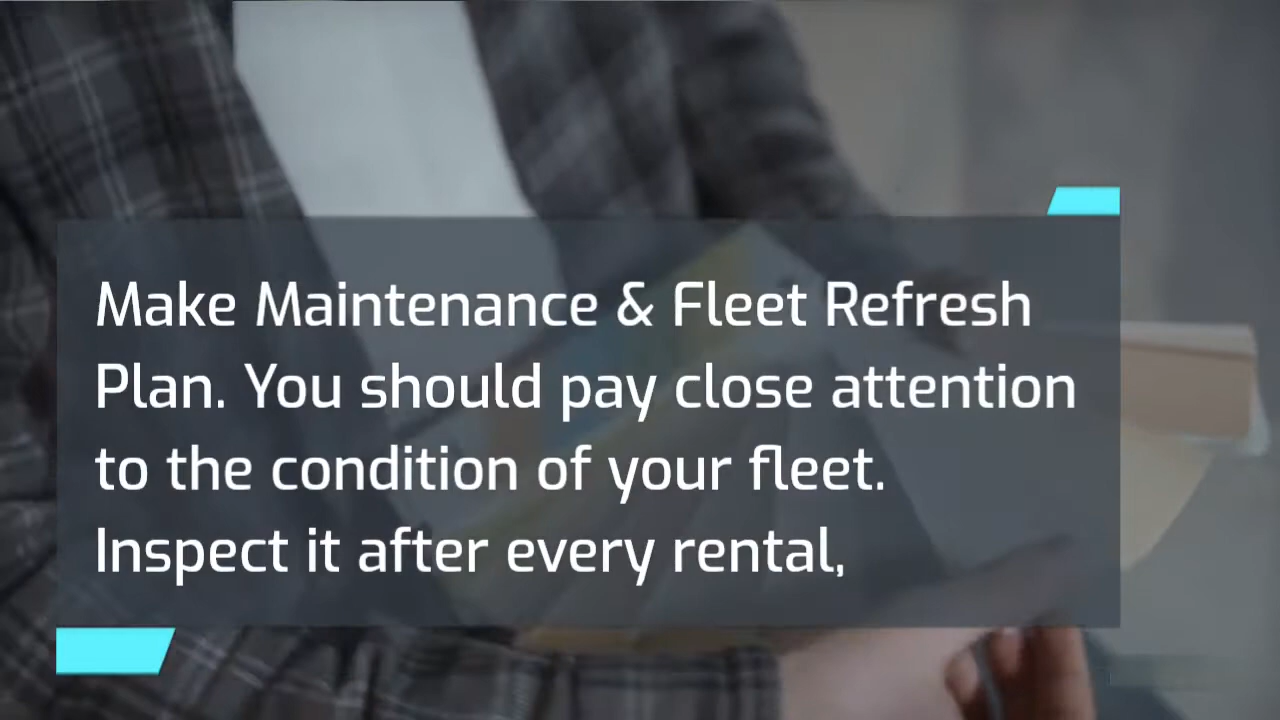 Make Maintenance & Fleet Refresh
Plan. You should pay close attention
to the condition of your fleet.
Inspect it after every rental,